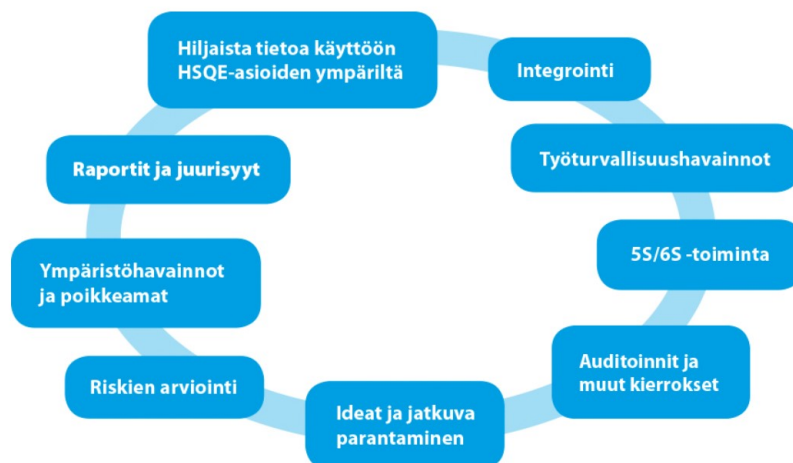 Hiljaista tietoa käyttöön
HSQE-asioiden ympäriltä
Integrointi
Työturvallisuushavainnot
5S/6S -toiminta
Auditoinnit ja
muut kierrokset
Ideat ja jatkuva
parantaminen
Riskien arviointi
Ympäristöhavainnot
ja poikkeamat
Raportit ja juurisyyt